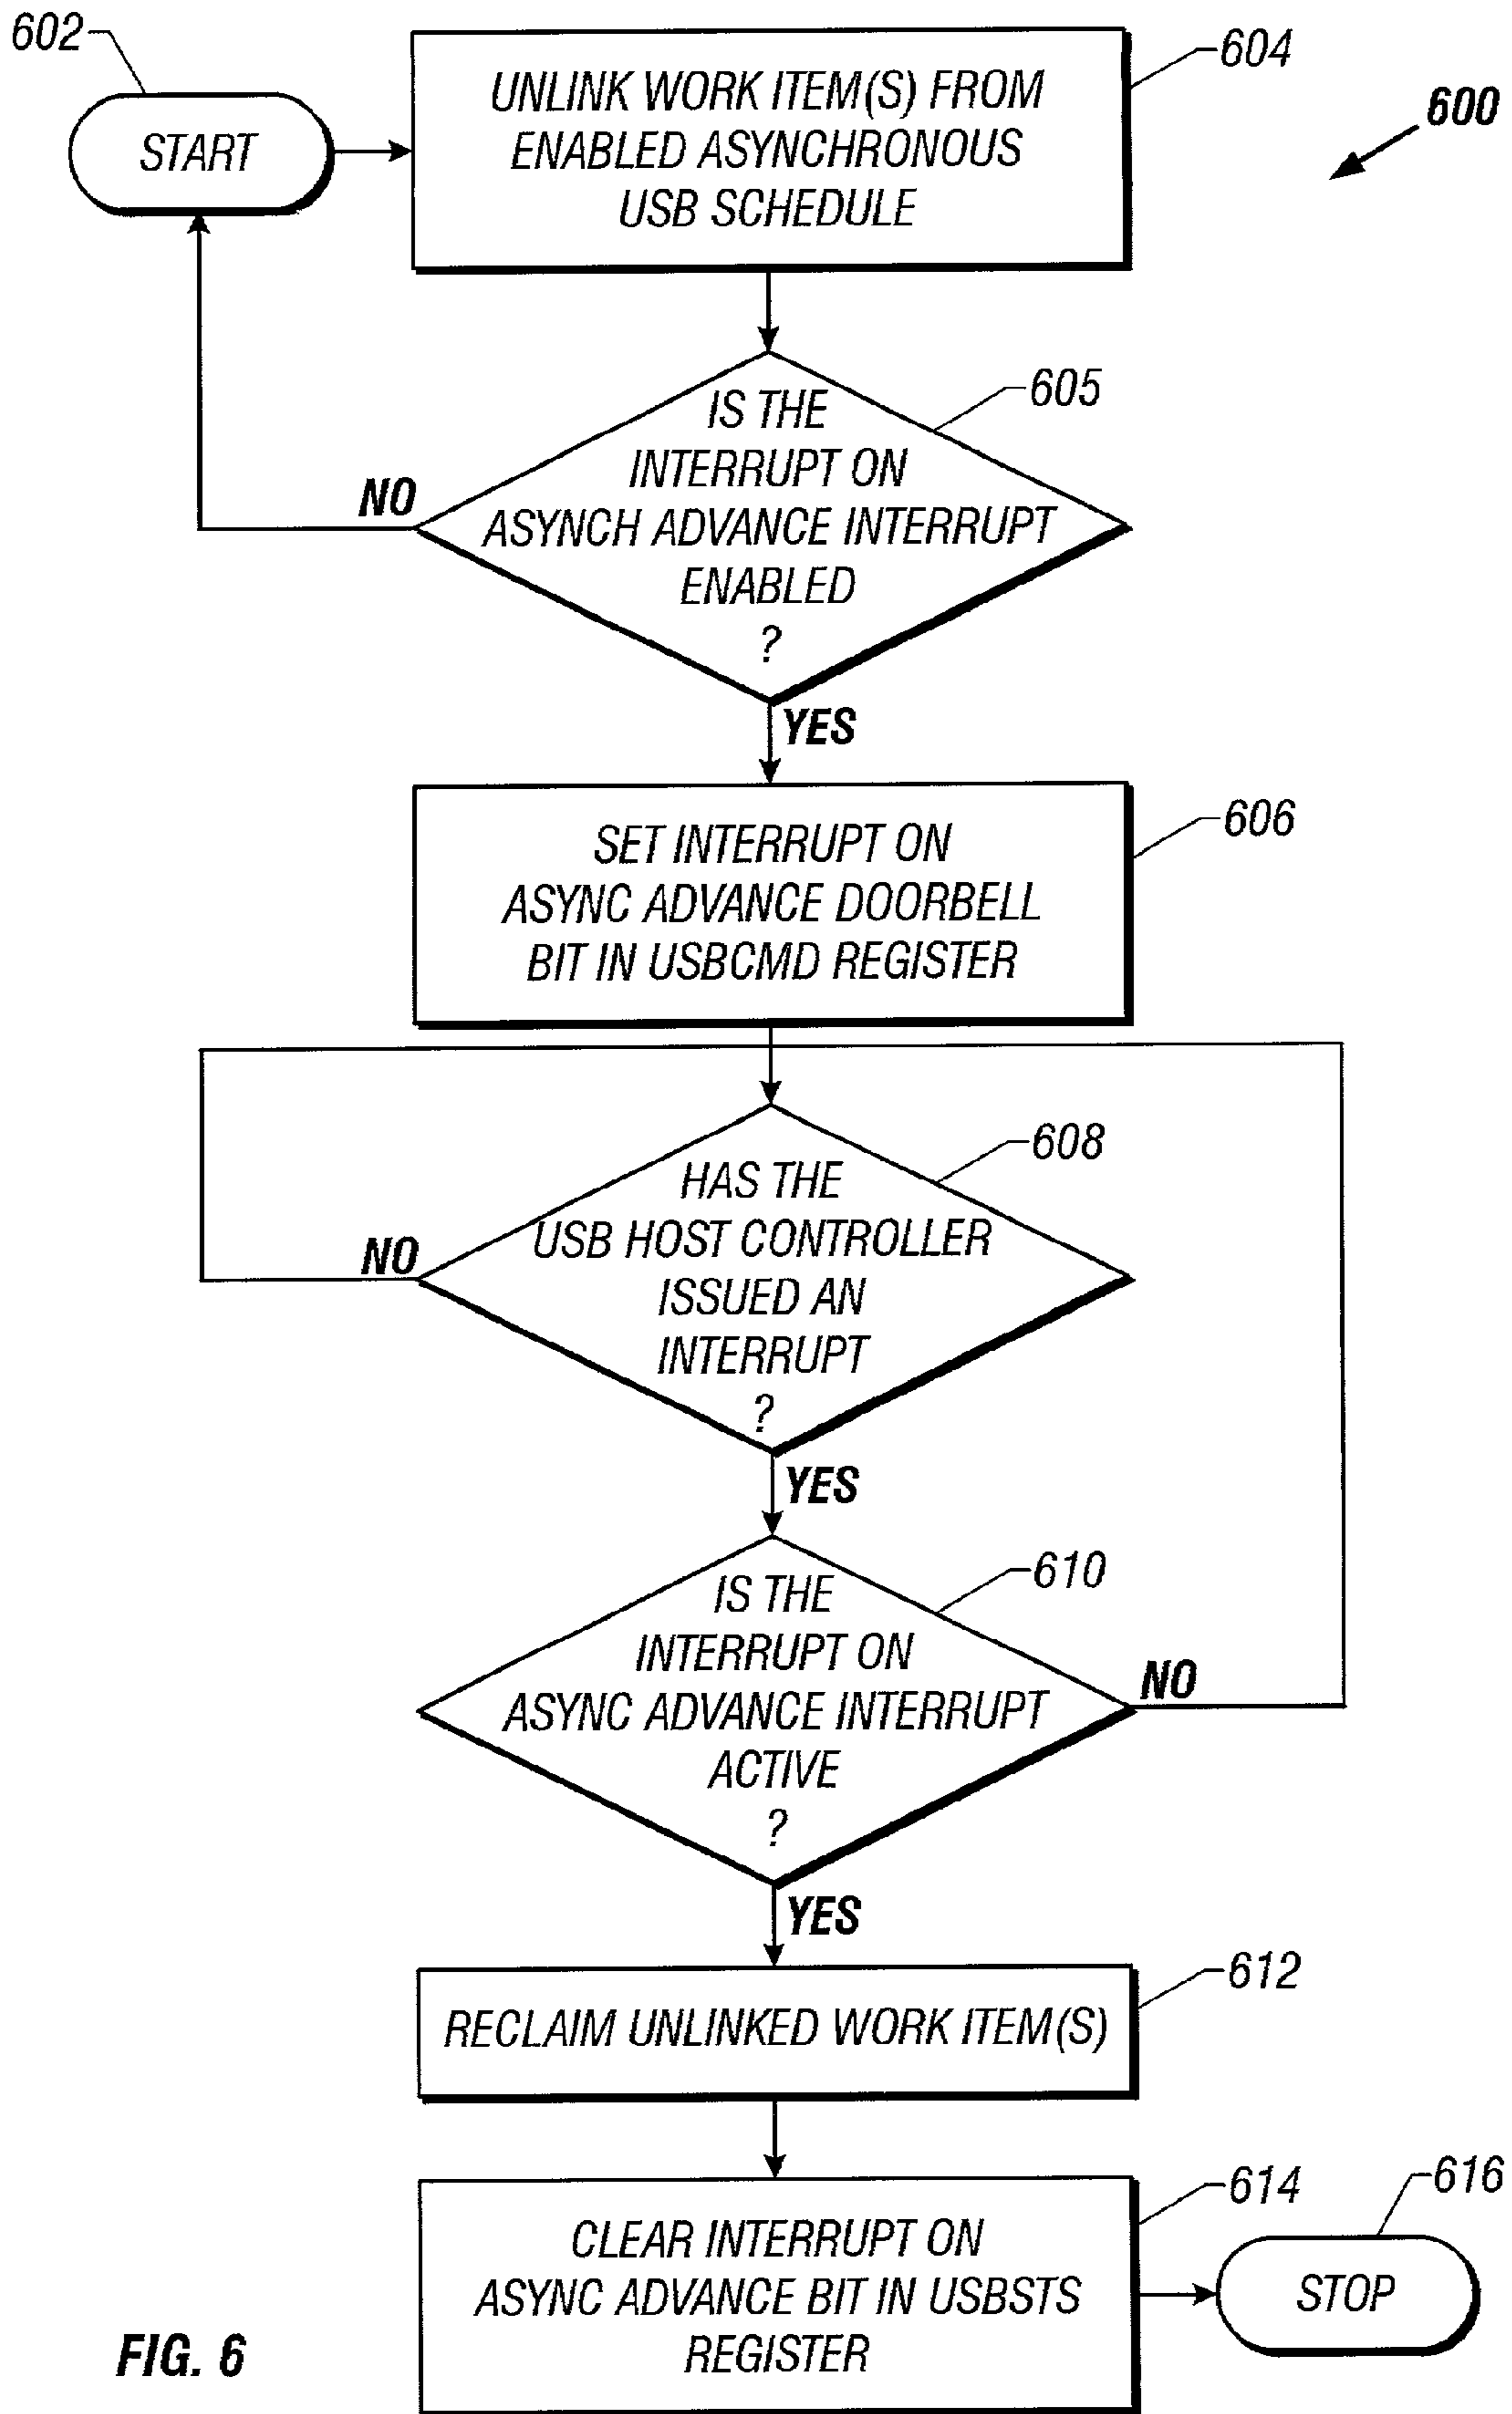 602
START
604
UNLINK WORK ITEM(S) FROM
ENABLED ASYNCHRONOUS
USB SCHEDULE
600
605
IS THE
INTERRUPT ON
ASYNCH ADVANCE INTERRUPT
ENABLED
?
NO
YES
606
SET INTERRUPT ON
ASYNC ADVANCE DOORBELL
BIT IN USBCMD REGISTER
608
HAS THE
USB HOST CONTROLLER
ISSUED AN
INTERRUPT
?
NO
YES
610
IS THE
INTERRUPT ON
ASYNC ADVANCE INTERRUPT
ACTIVE
?
NO
YES
612
RECLAIM UNLINKED WORK ITEM(S)
614
CLEAR INTERRUPT ON
ASYNC ADVANCE BIT IN USBSTS
REGISTER
616
STOP
FIG. 6